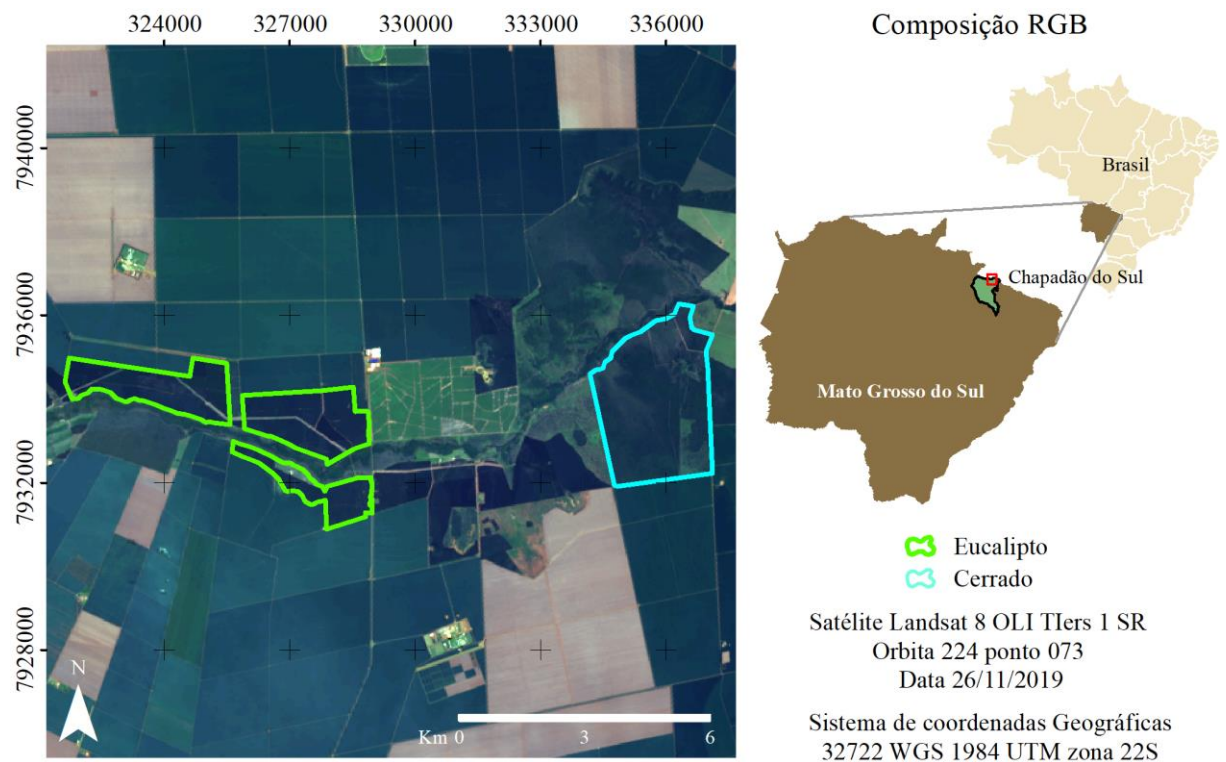 324000 327000 330000 333000 336000
7940000
7936000
7932000
7928000
N
Km 0 3 6
Composição RGB
Brasil
Chapadão do Sul
Mato Grosso do Sul
Eucalipto
Cerrado
Satélite Landsat 8 OLI TIers 1 SR
Orbita 224 ponto 073
Data 26/11/2019
Sistema de coordenadas Geográficas
32722 WGS 1984 UTM zona 22S